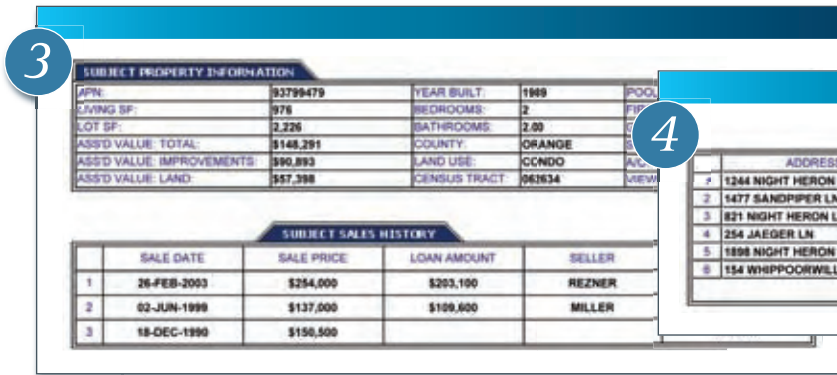 3
SUBJECT PROPERTY INFORMATION
APN: 93799479 YEAR BUILT: 1989 POOL
LIVING SF: 976 BEDROOMS: 2
LOT SF: 2,226 BATHROOMS: 2.00
ASS'D VALUE: TOTAL: $148,291 COUNTY: ORANGE
ASS'D VALUE: IMPROVEMENTS: $90,893 LAND USE: CONDO A/C
ASS'D VALUE: LAND: $57,398 CENSUS TRACT: 062634 VIEW
SUBJECT SALES HISTORY
SALE DATE SALE PRICE LOAN AMOUNT SELLER
1 26-FEB-2003 $254,000 $203,100 REZNER
2 02-JUN-1999 $137,000 $109,600 MILLER
3 18-DEC-1990 $150,500
4
ADDRESS
1 1244 NIGHT HERON
2 1477 SANDPIPER LN
3 821 NIGHT HERON L
4 254 JAEGER LN
5 1898 NIGHT HERON
6 154 WHIPPOORWILL